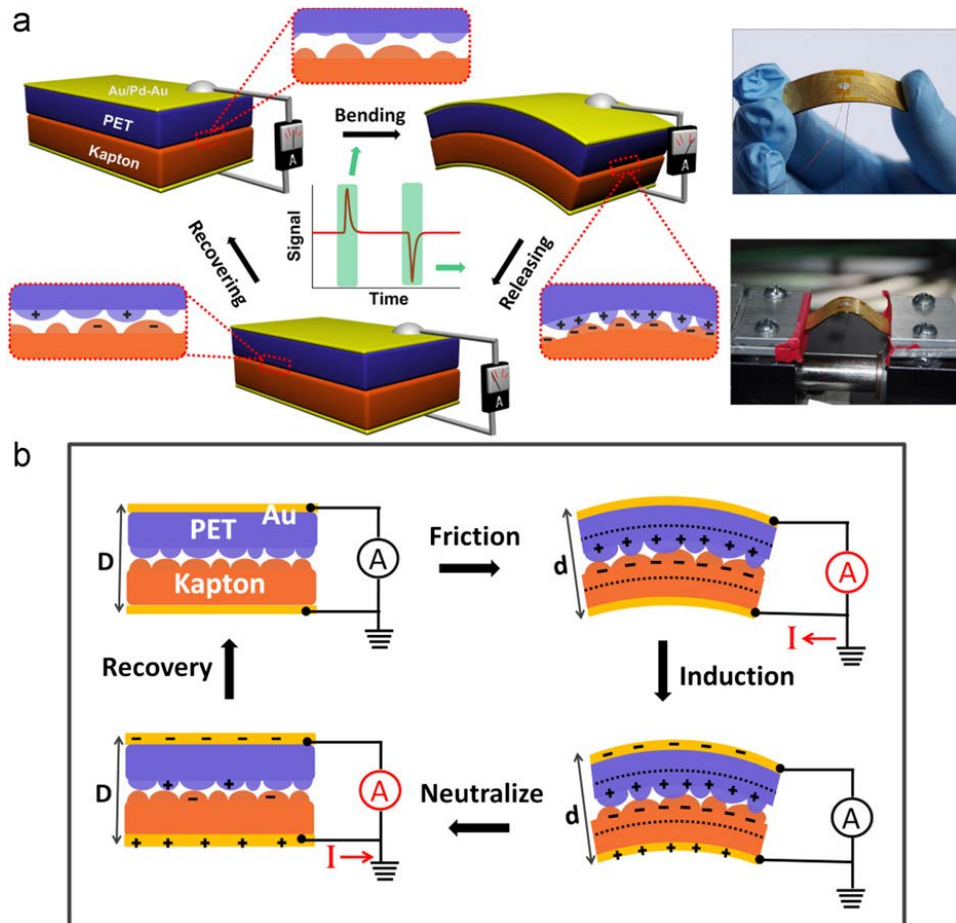 a
Au/Pd-Au
PET
Kapton
A
Bending
A
Signal
Time
Recovering
Releasing
+ +
- -
+ + + + + + +
- - - - - - -
A
b
D
Au
PET
Kapton
A
Friction
d
+ + + + + +
- - - - - -
A
I
Recovery
Induction
D
- - - - -
+ +
- -
+ + + + +
A
I
Neutralize
d
- - - - -
+ + + + + +
- - - - - -
+ + + + +
A